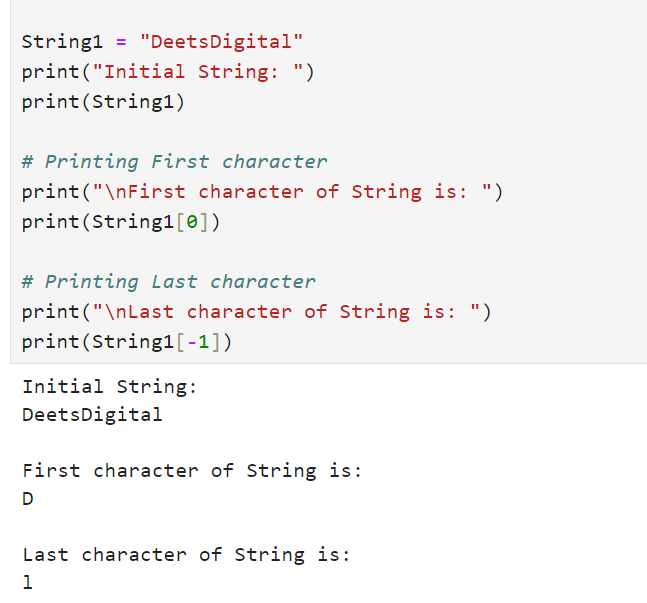 String1 = "DeetsDigital"
print("Initial String: ")
print(String1)
# Printing First character
print("\nFirst character of String is: ")
print(String1[0])
# Printing Last character
print("\nLast character of String is: ")
print(String1[-1])
Initial String:
DeetsDigital
First character of String is:
D
Last character of String is:
l